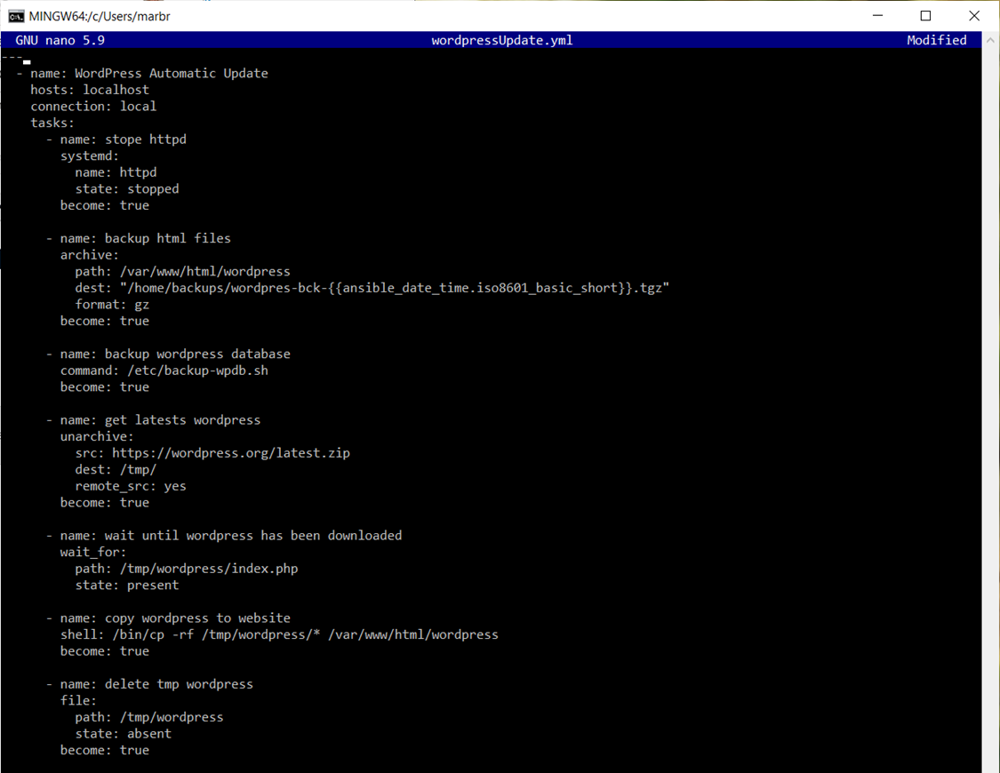 MINGW64:/c/Users/marbr
GNU nano 5.9 wordpressUpdate.yml Modified
---
- name: WordPress Automatic Update
hosts: localhost
connection: local
tasks:
- name: stope httpd
systemd:
name: httpd
state: stopped
become: true
- name: backup html files
archive:
path: /var/www/html/wordpress
dest: "/home/backups/wordpres-bck-{{ansible_date_time.iso8601_basic_short}}.tgz"
format: gz
become: true
- name: backup wordpress database
command: /etc/backup-wpdb.sh
become: true
- name: get latests wordpress
unarchive:
src: https://wordpress.org/latest.zip
dest: /tmp/
remote_src: yes
become: true
- name: wait until wordpress has been downloaded
wait_for:
path: /tmp/wordpress/index.php
state: present
- name: copy wordpress to website
shell: /bin/cp -rf /tmp/wordpress/* /var/www/html/wordpress
become: true
- name: delete tmp wordpress
file:
path: /tmp/wordpress
state: absent
become: true